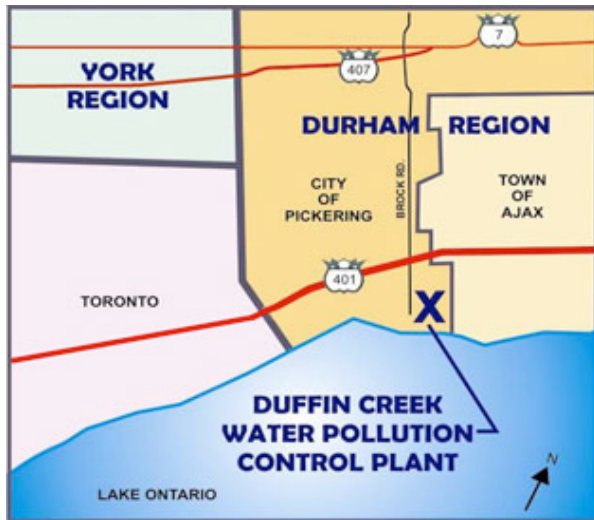 7
407
YORK
REGION
DURHAM REGION
CITY
OF
PICKERING
BROCK RD.
TOWN
OF
AJAX
401
TORONTO
X
DUFFIN CREEK
WATER POLLUTION
CONTROL PLANT
N
LAKE ONTARIO